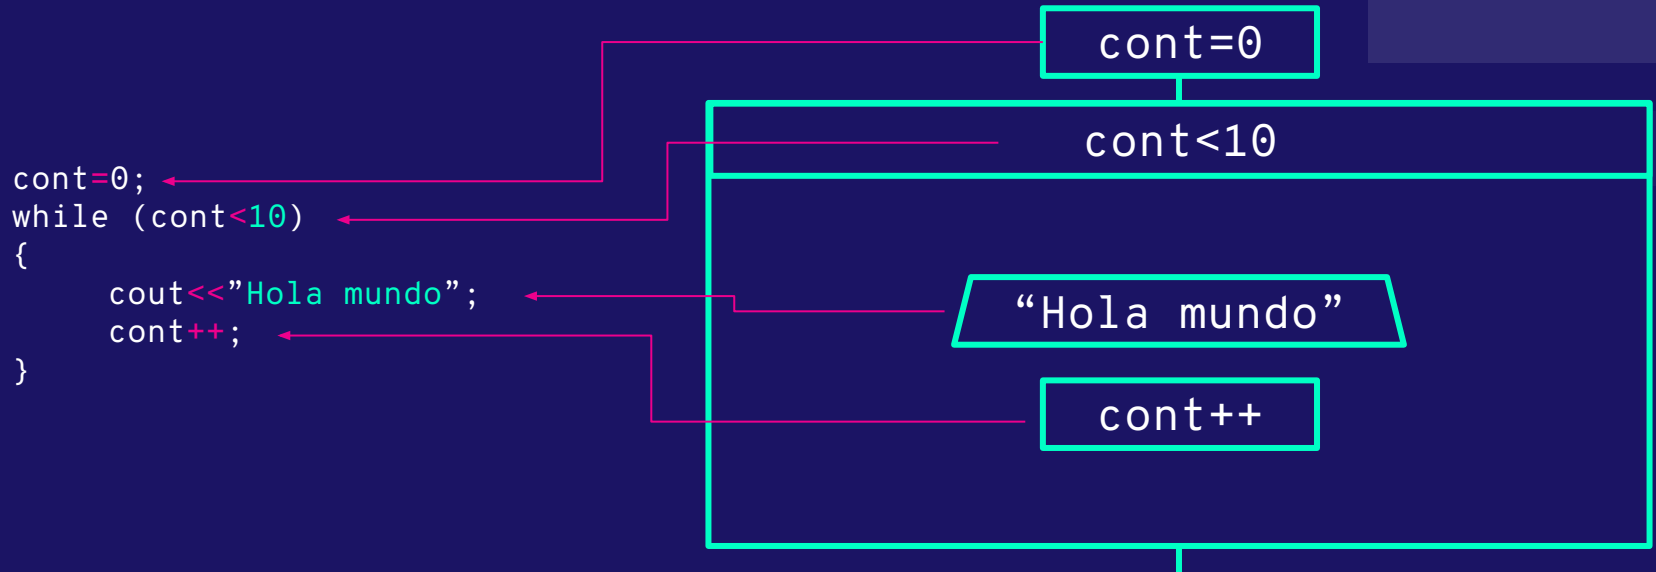 cont=0;
while (cont<10)
{
cout<<”Hola mundo”;
cont++;
}
cont=0
cont<10
“Hola mundo”
cont++